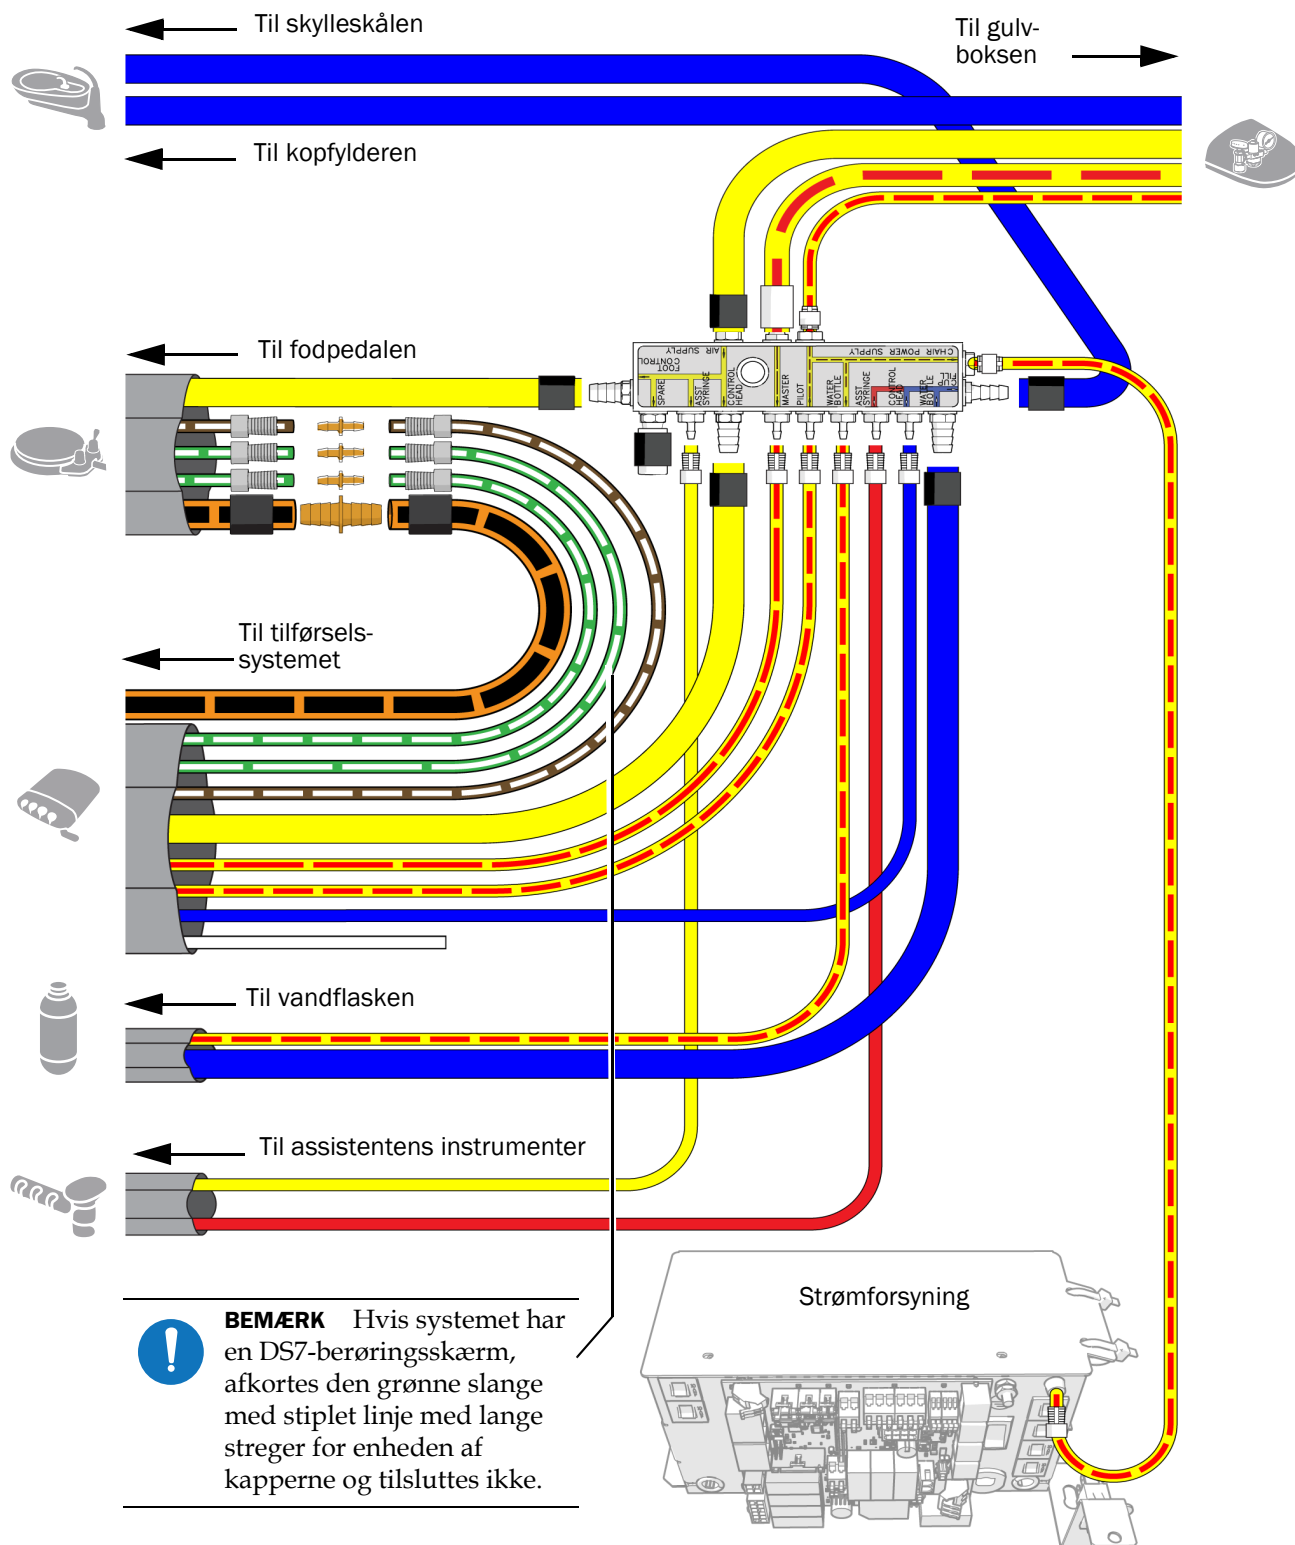 Til skylleskålen
Til gulv-
boksen
Til kopfylderen
Til fodpedalen
AIR SUPPLY
FOOT
CONTROL
CHAIR POWER SUPPLY
SPARE
ASST
SYRINGE
CONTROL
HEAD
MASTER
PILOT
WATER
BOTTLE
ASST
SYRINGE
CONTROL
HEAD
WATER
BOTTLE
CUP
FILL
Til tilførsels-
systemet
Til vandflasken
Til assistentens instrumenter
Strømforsyning
BEMÆRK Hvis systemet har
en DS7-berøringsskærm,
afkortes den grønne slange
med stiplet linje med lange
streger for enheden af
kapperne og tilsluttes ikke.